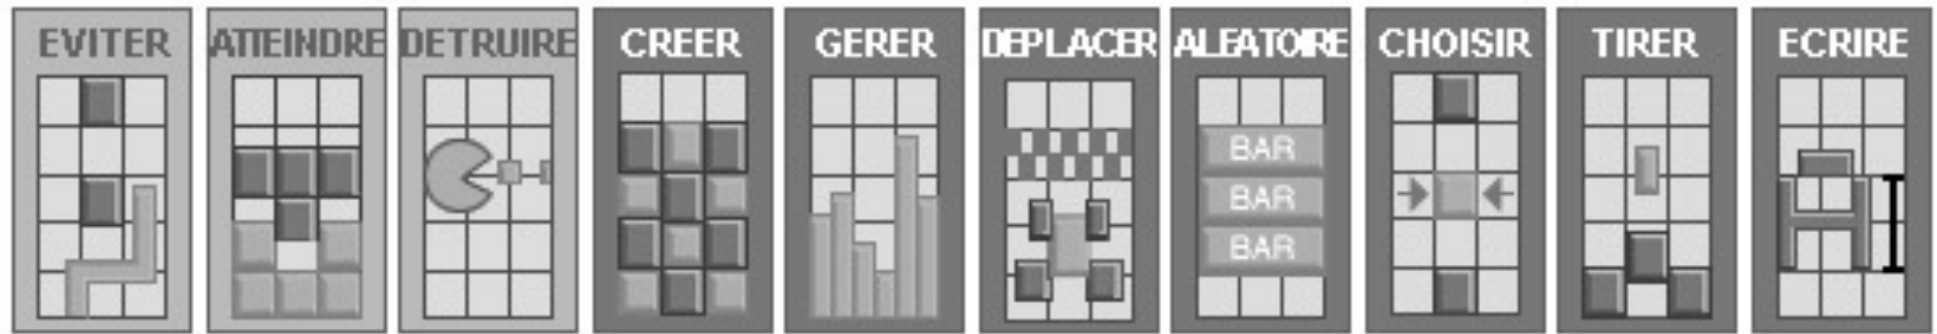 EVITER ATTEINDRE DETRUIRE CREER GERER DEPLACER ALEATOIRE CHOISIR TIRER ECRIRE
BAR
BAR
BAR